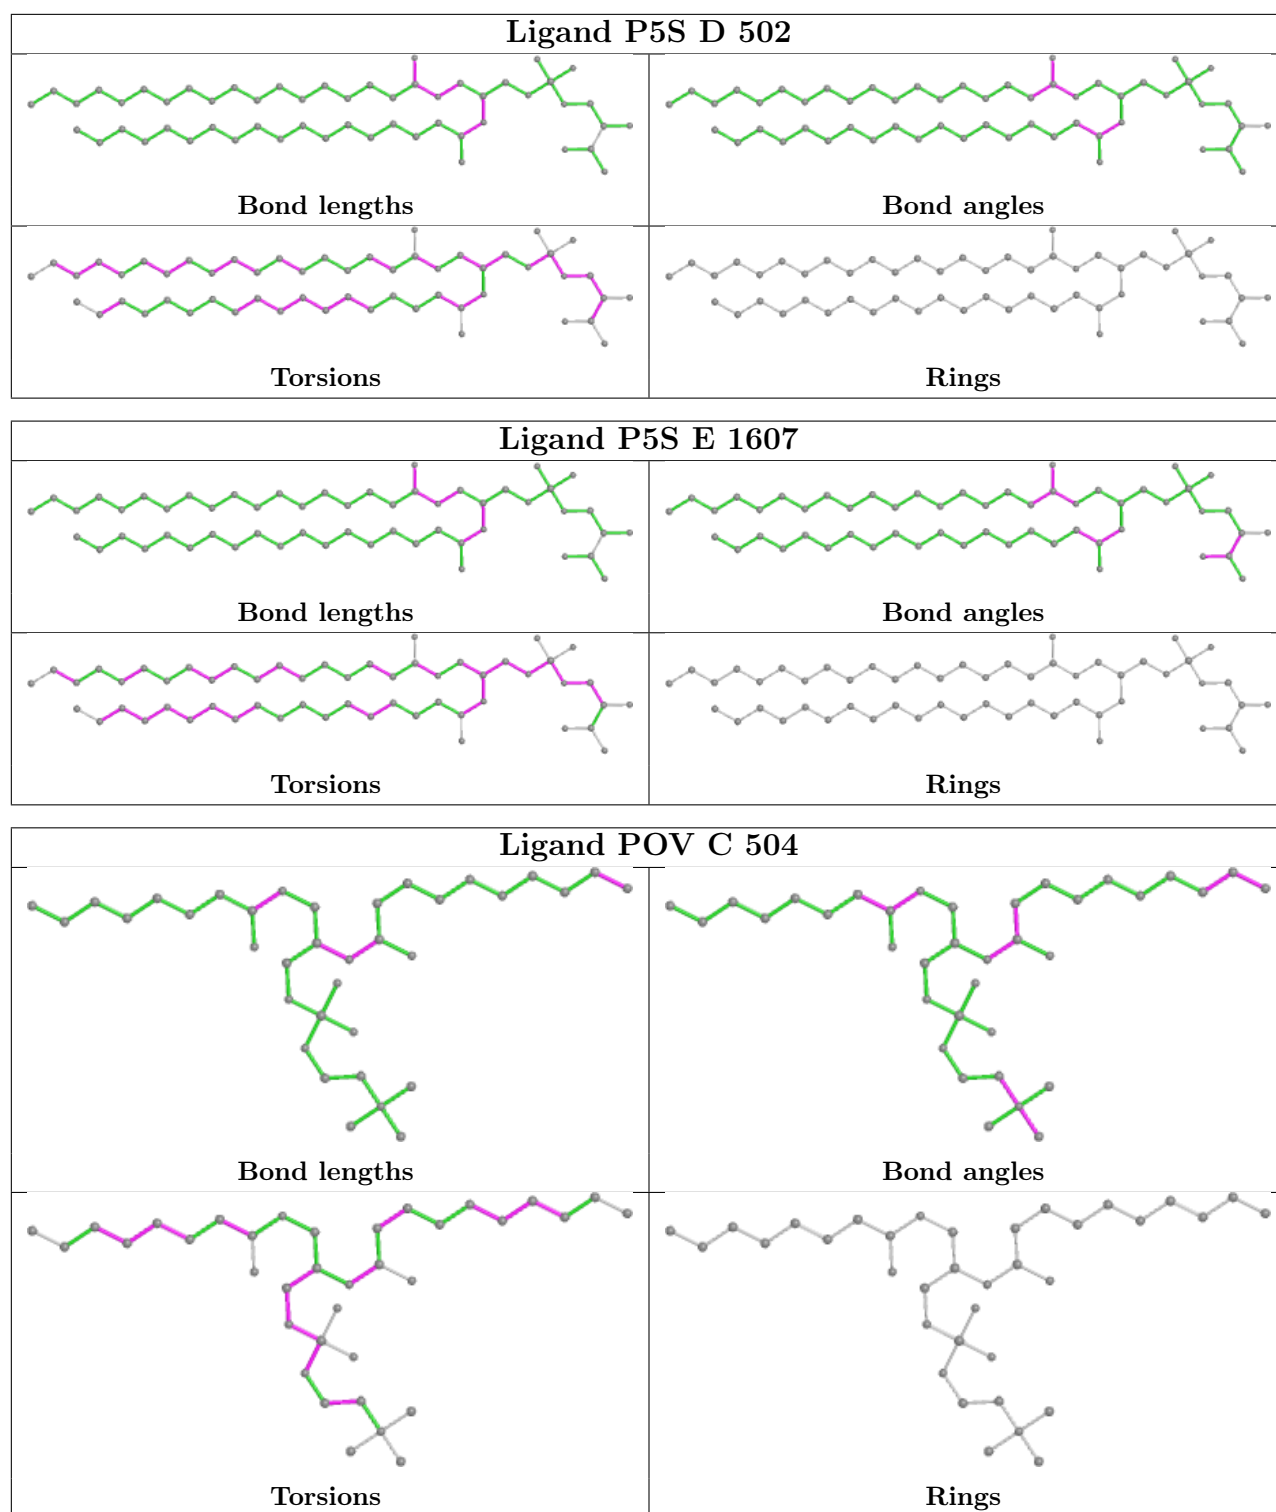 Ligand P5S D 502
Bond lengths
Bond angles
Torsions
Rings
Ligand P5S E 1607
Bond lengths
Bond angles
Torsions
Rings
Ligand POV C 504
Bond lengths
Bond angles
Torsions
Rings